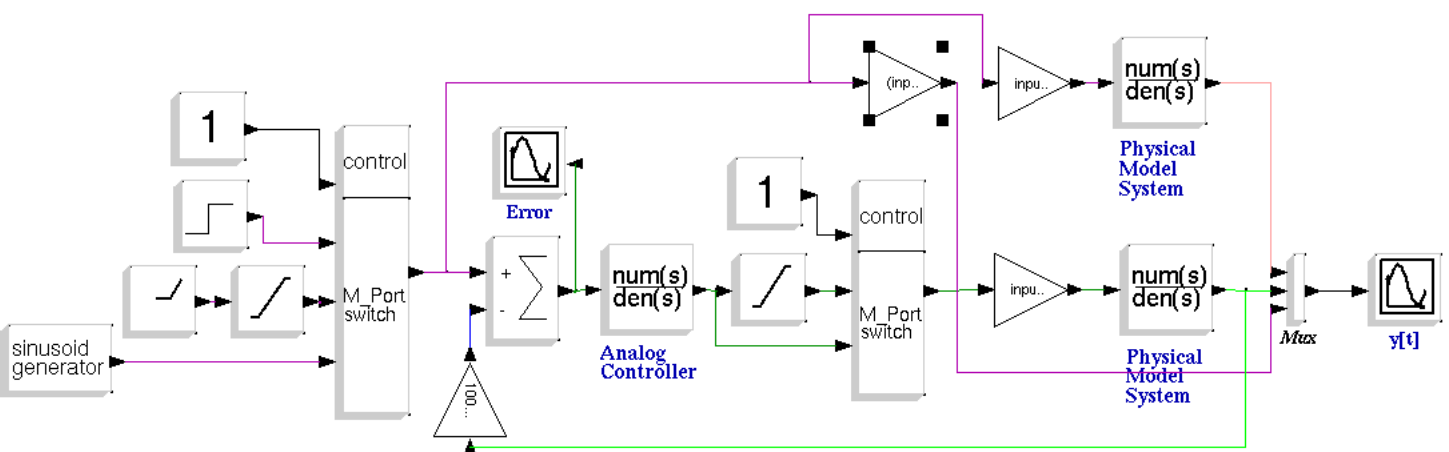 (inp..
inpu..
num(s)
den(s)
Physical
Model
System
1
control
M_Port
switch
sinusoid
generator
Error
+
-
Σ
100...
num(s)
den(s)
Analog
Controller
1
control
M_Port
switch
inpu..
num(s)
den(s)
Physical
Model
System
Mux
y[t]